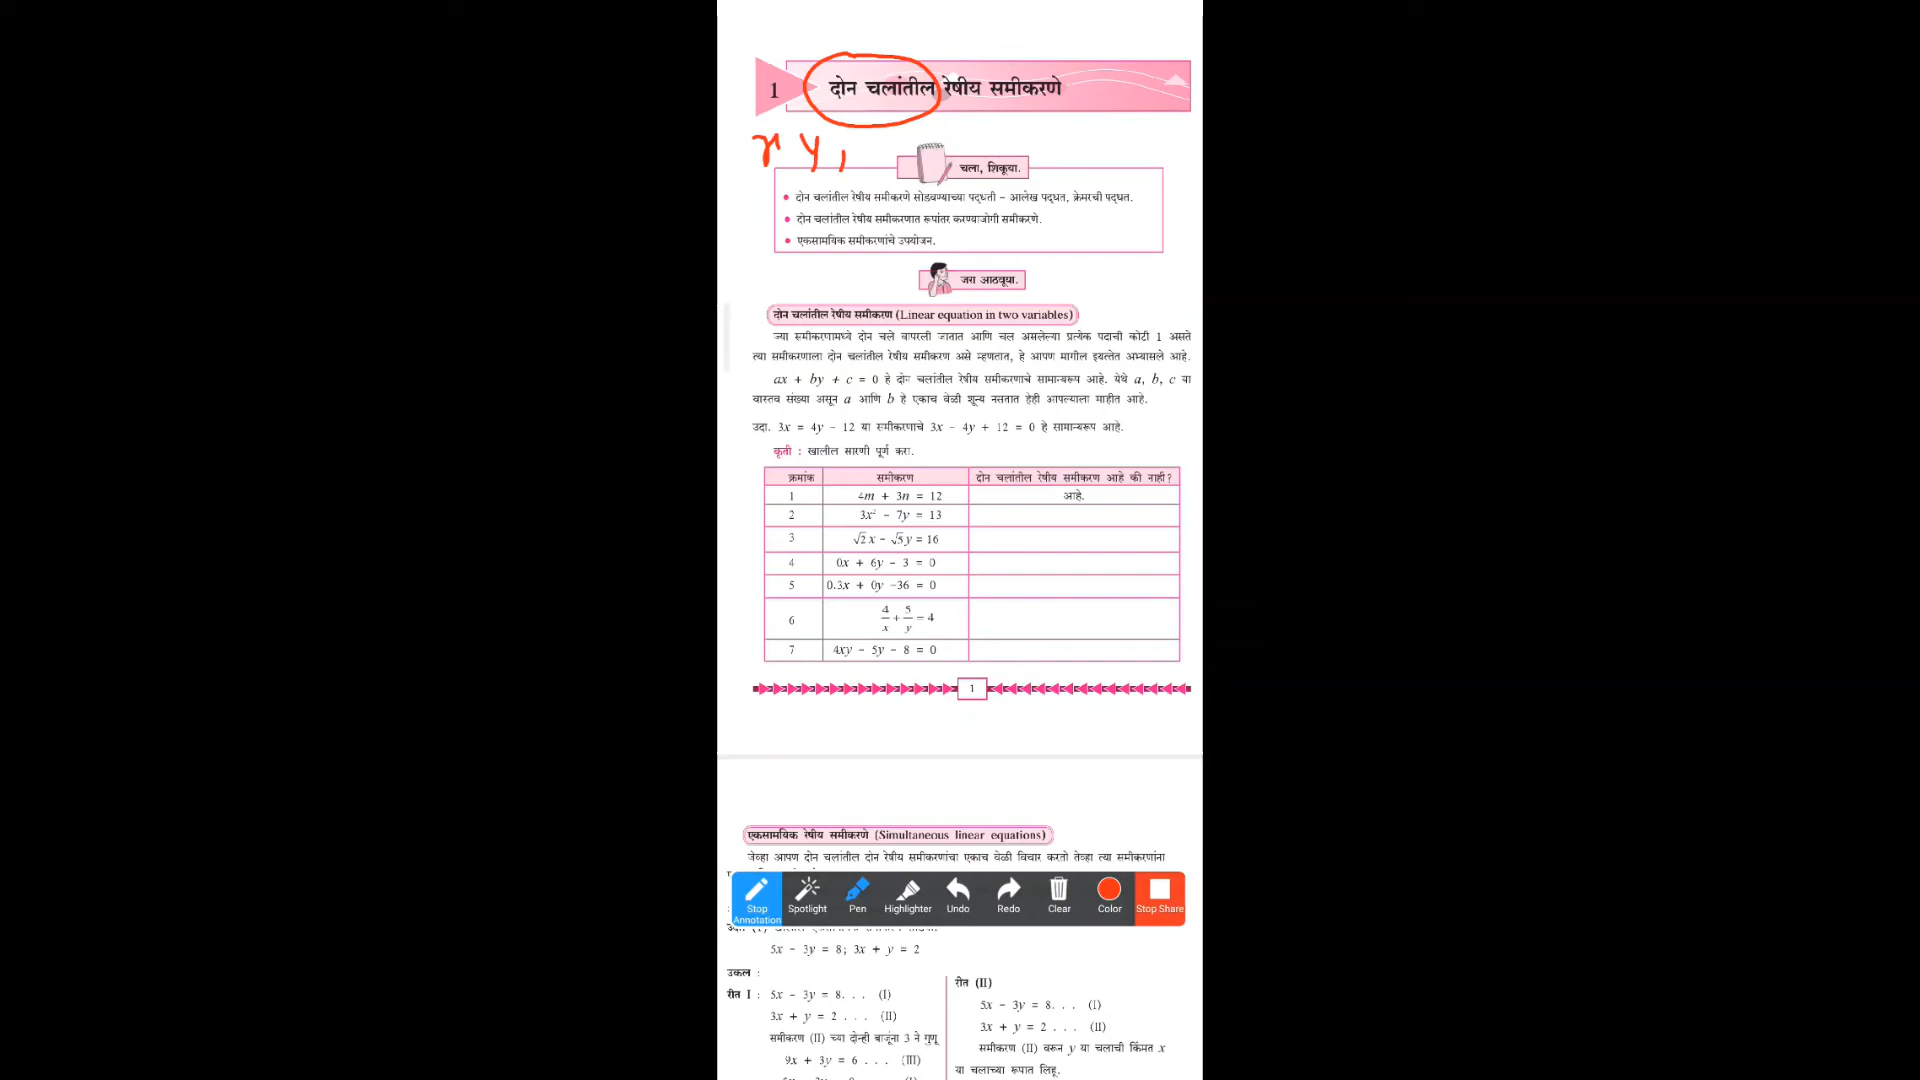 1 दोन चलांतील रेषीय समीकरणे
x y,
चला, शिकूया.
• दोन चलांतील रेषीय समीकरणे सोडवण्याच्या पद्धती - आलेख पद्धत, क्रेमरची पद्धत.
• दोन चलांतील रेषीय समीकरणात रूपांतर करण्याजोगी समीकरणे.
• एकसामयिक समीकरणांचे उपयोजन.
जरा आठवूया.
दोन चलांतील रेषीय समीकरण (Linear equation in two variables)
ज्या समीकरणामध्ये दोन चले वापरली जातात आणि चल असलेल्या प्रत्येक पदाची कोटी 1 असते
त्या समीकरणाला दोन चलांतील रेषीय समीकरण असे म्हणतात, हे आपण मागील इयत्तेत अभ्यासले आहे.
ax + by + c = 0 हे दोन चलांतील रेषीय समीकरणाचे सामान्यरूप आहे. येथे a, b, c या
वास्तव संख्या असून a आणि b हे एकाच वेळी शून्य नसतात हेही आपल्याला माहीत आहे.
उदा. 3x = 4y - 12 या समीकरणाचे 3x - 4y + 12 = 0 हे सामान्यरूप आहे.
कृती : खालील सारणी पूर्ण करा.
क्रमांक समीकरण दोन चलांतील रेषीय समीकरण आहे की नाही?
1 4m + 3n = 12 आहे.
2 3x² - 7y = 13
3 √2 x - √5 y = 16
4 0x + 6y - 3 = 0
5 0.3x + 0y -36 = 0
6 4/x + 5/y = 4
7 4xy - 5y - 8 = 0
1
एकसामयिक रेषीय समीकरणे (Simultaneous linear equations)
जेव्हा आपण दोन चलांतील दोन रेषीय समीकरणांचा एकाच वेळी विचार करतो तेव्हा त्या समीकरणांना
Stop Annotation Spotlight Pen Highlighter Undo Redo Clear Color Stop Share
5x - 3y = 8; 3x + y = 2
उकल :
रीत I : 5x - 3y = 8. . . (I)
3x + y = 2 . . . (II)
समीकरण (II) च्या दोन्ही बाजूंना 3 ने गुणू
9x + 3y = 6 . . . (III)
रीत (II)
5x - 3y = 8. . . (I)
3x + y = 2 . . . (II)
समीकरण (II) वरून y या चलाची किंमत x
या चलाच्या रूपात लिहू.